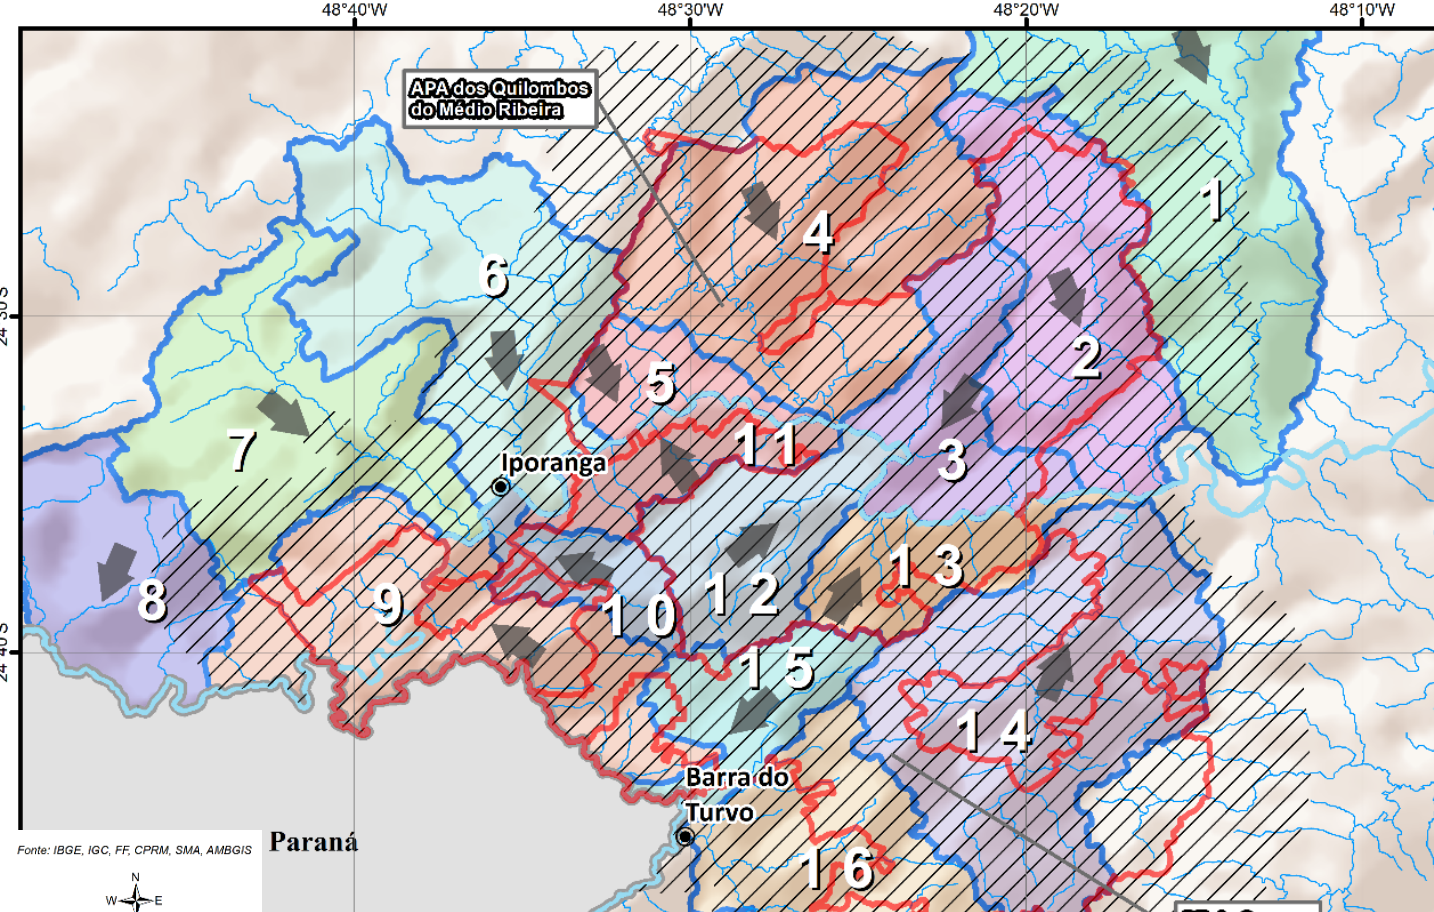 48°40'W
48°30'W
48°20'W
48°10'W
APA dos Quilombos
do Médio Ribeira
1
4
6
2
5
11
3
7
Iporanga
13
8
9
12
10
15
14
Barra do
Turvo
Paraná
16
Fonte: IBGE, IGC, FF, CPRM, SMA, AMBGIS
N
W
E
24°40'S